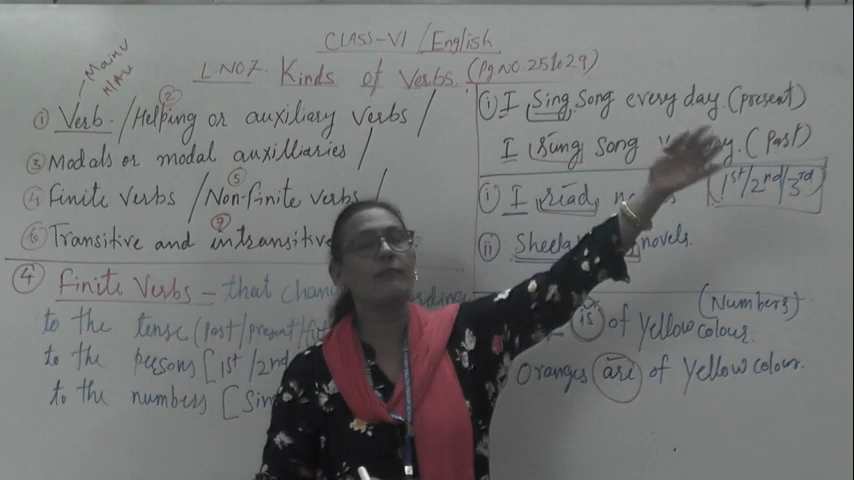 CLASS-VI / English
L NO 7. Kinds of Verbs. (Pg NO. 25 to 29)
Main V
① Verb. / ② Helping or auxiliary verbs /
③ Modals or modal auxilliaries /
④ Finite verbs / ⑤ Non-finite verbs /
⑥ Transitive and ⑦ intransitive
④ Finite Verbs - that
to the tense (Past/present/
to the persons [1st/2nd
to the numbers [
① I Sing Song every day. (present)
I sung song (Past)
(1st/2nd/3rd)
① I read,
ii Sheela novels.
(Numbers)
is of yellow colour.
Oranges are of yellow colour.